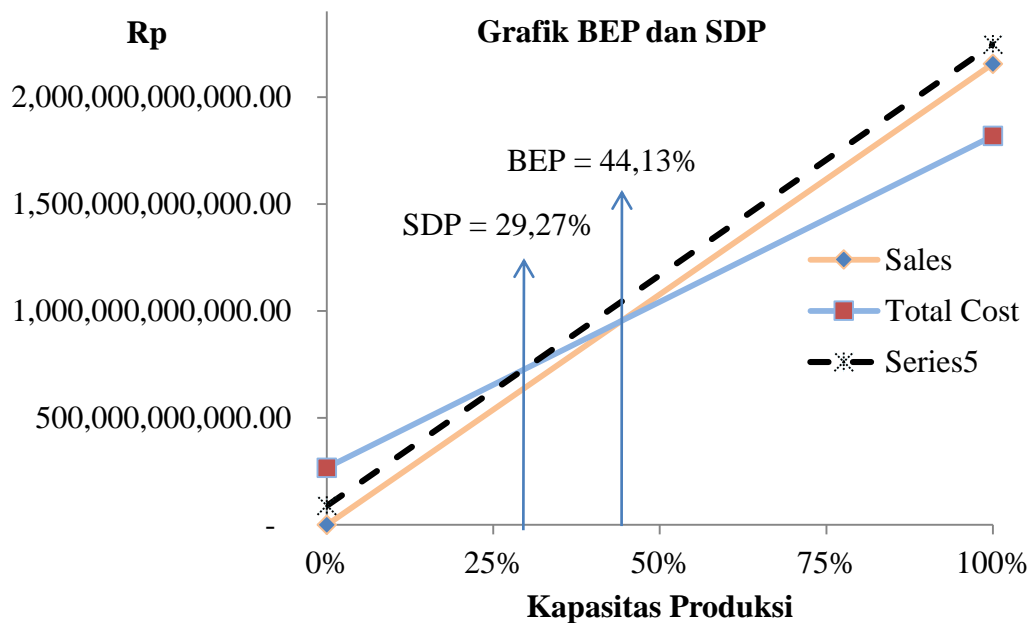 Rp
Grafik BEP dan SDP
2,000,000,000,000.00
1,500,000,000,000.00
1,000,000,000,000.00
500,000,000,000.00
-
BEP = 44,13%
SDP = 29,27%
Sales
Total Cost
Series5
0%
25%
50%
75%
100%
Kapasitas Produksi